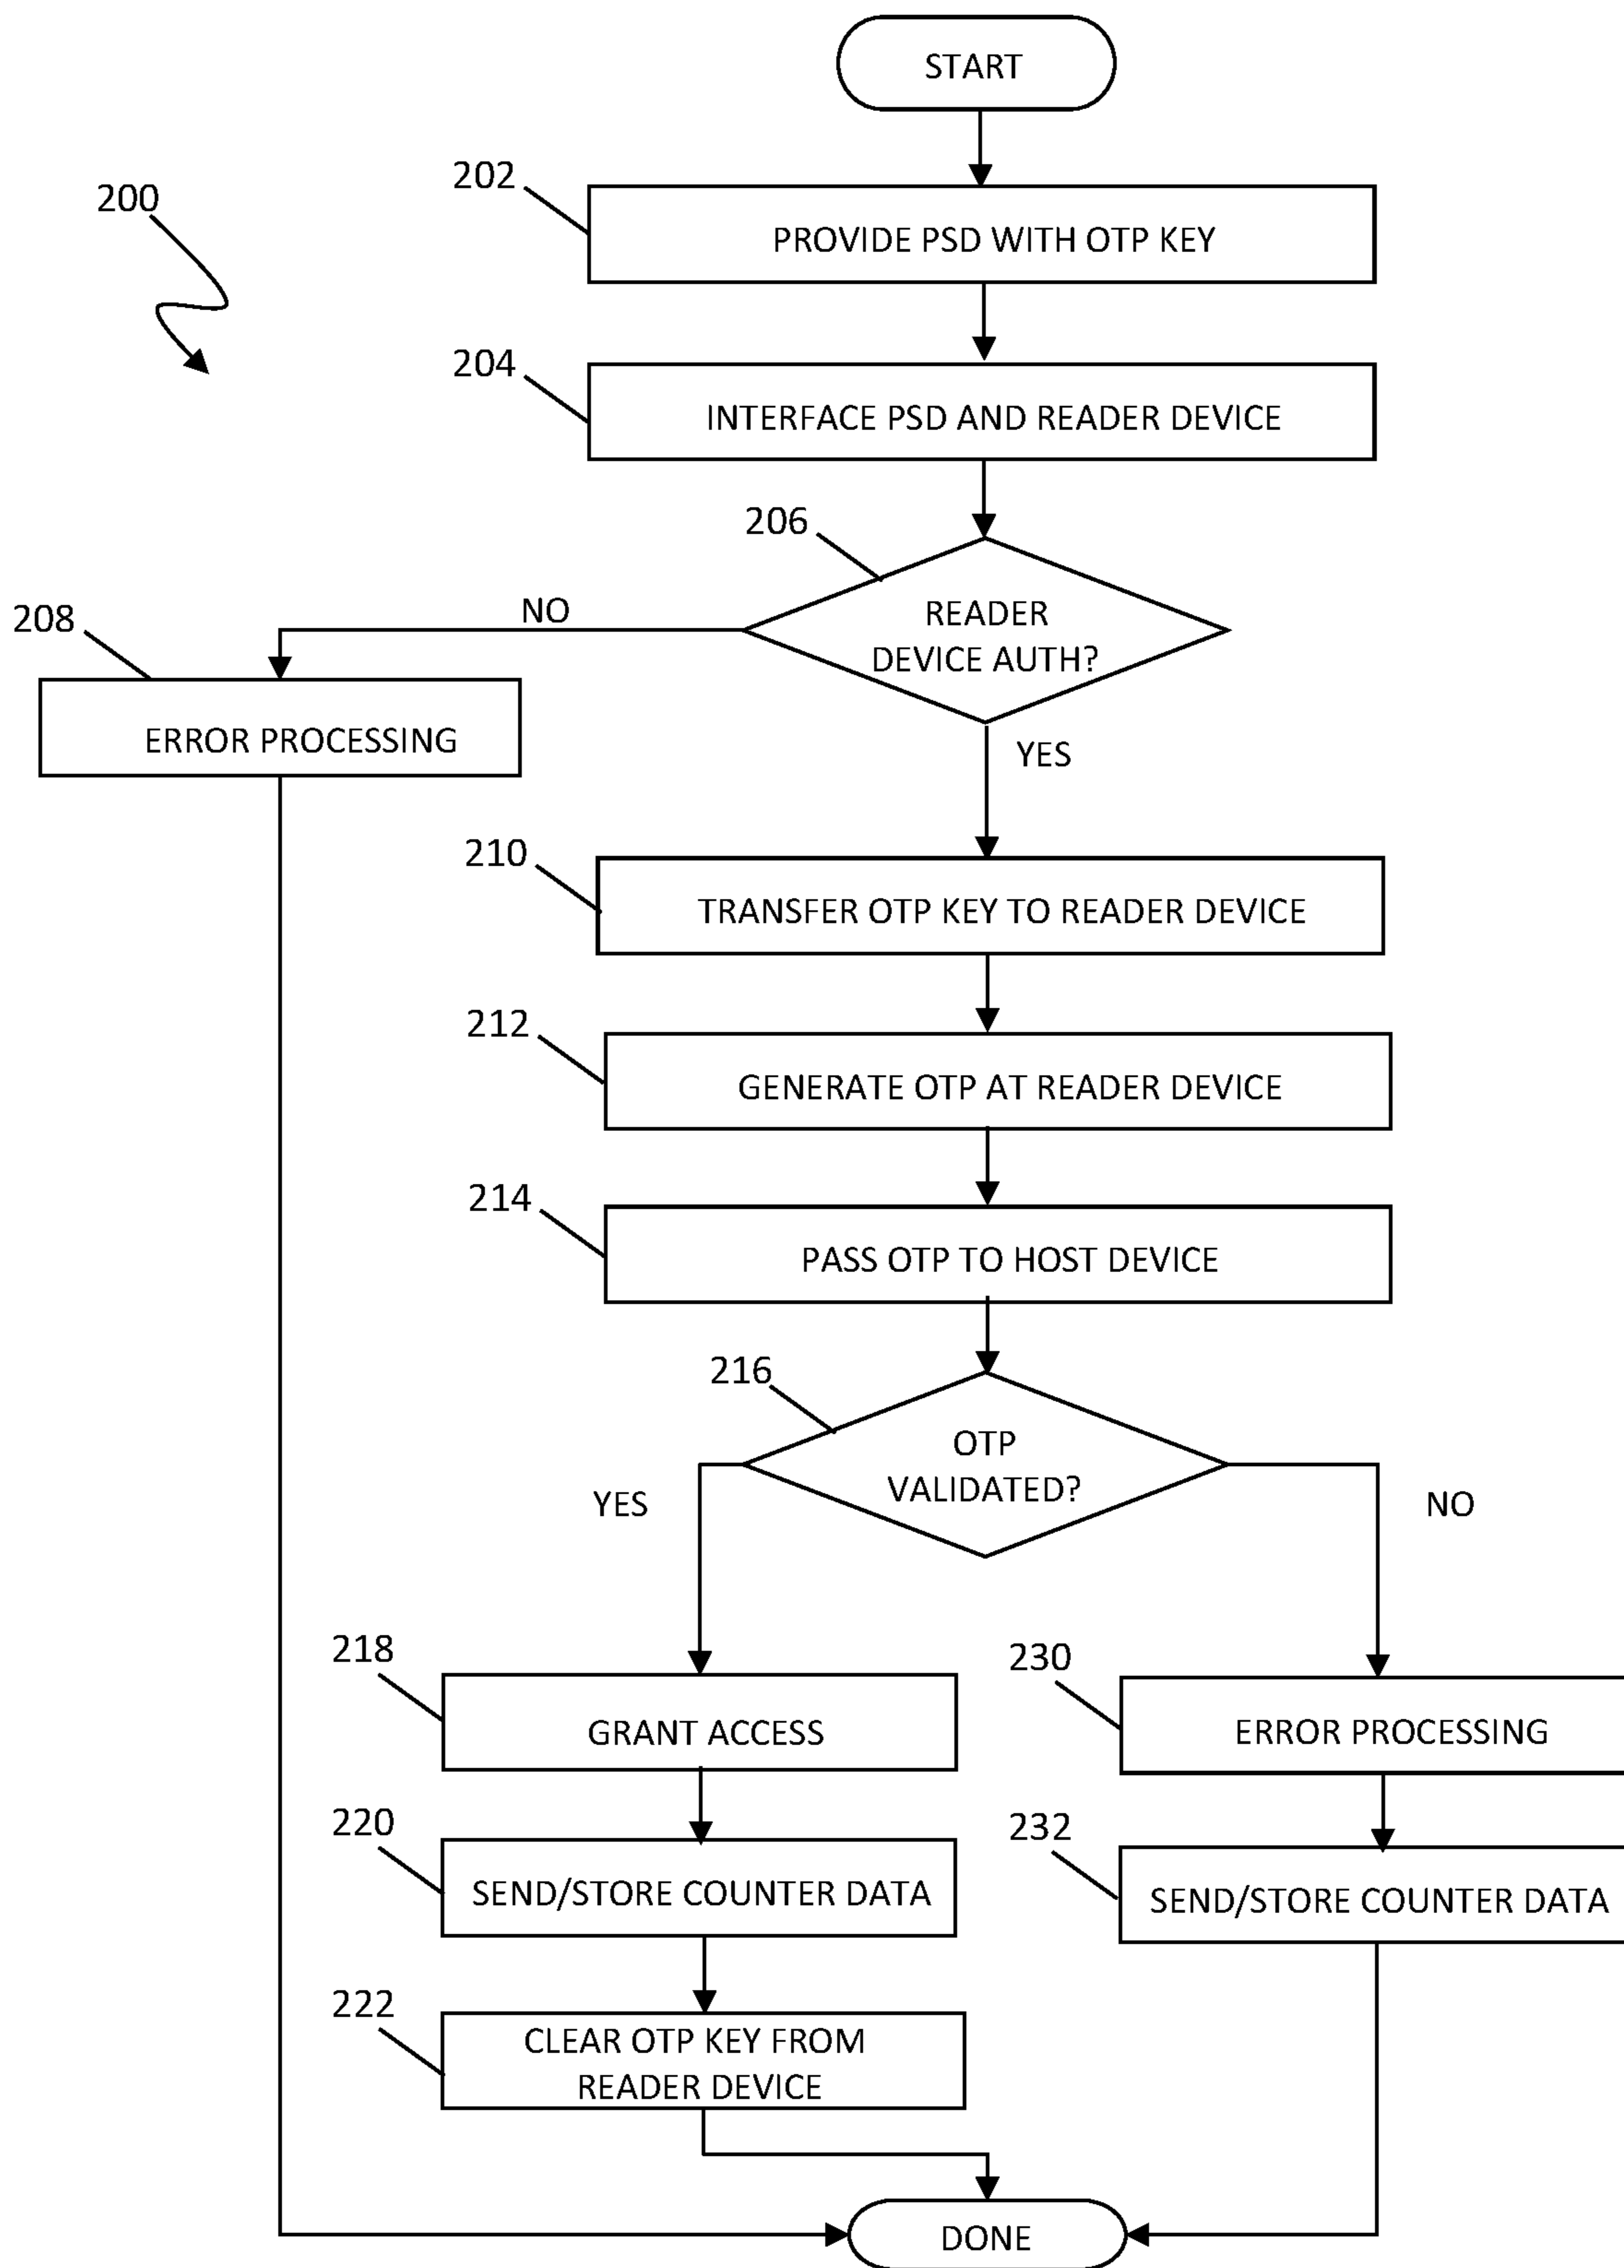 START
202
200
PROVIDE PSD WITH OTP KEY
204
INTERFACE PSD AND READER DEVICE
206
NO
208
READER
DEVICE AUTH?
ERROR PROCESSING
YES
210
TRANSFER OTP KEY TO READER DEVICE
212
GENERATE OTP AT READER DEVICE
214
PASS OTP TO HOST DEVICE
216
OTP
VALIDATED?
YES
NO
218
230
GRANT ACCESS
ERROR PROCESSING
220
232
SEND/STORE COUNTER DATA
SEND/STORE COUNTER DATA
222
CLEAR OTP KEY FROM
READER DEVICE
DONE